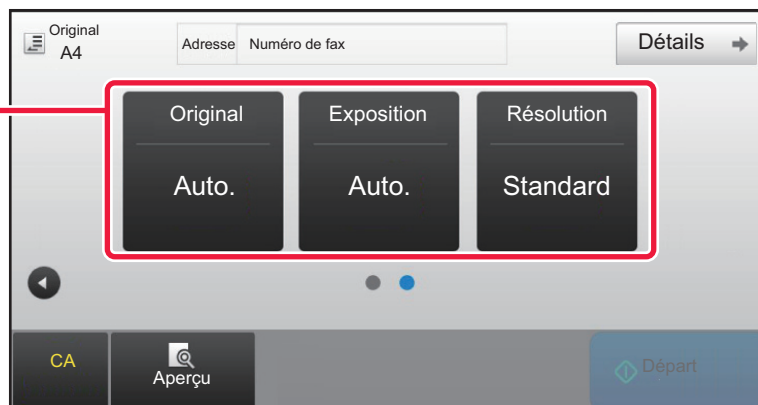 Original
A4
Adresse
Numéro de fax
Détails
Original
Exposition
Résolution
Auto.
Auto.
Standard
CA
Aperçu
Départ